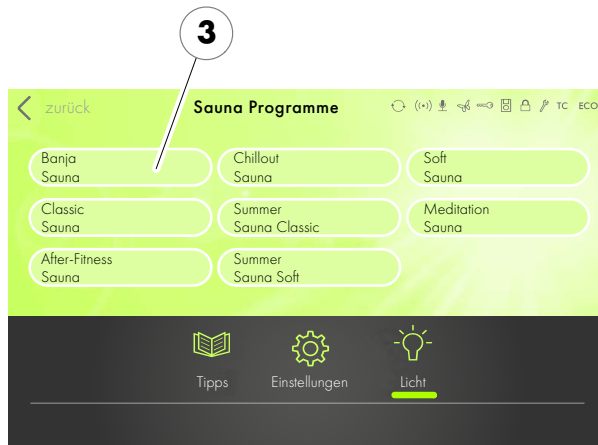 3
zurück Sauna Programme TC ECO
Banja Chillout Soft
Sauna Sauna Sauna
Classic Summer Meditation
Sauna Sauna Classic Sauna
After-Fitness Summer
Sauna Sauna Soft
Tipps Einstellungen Licht